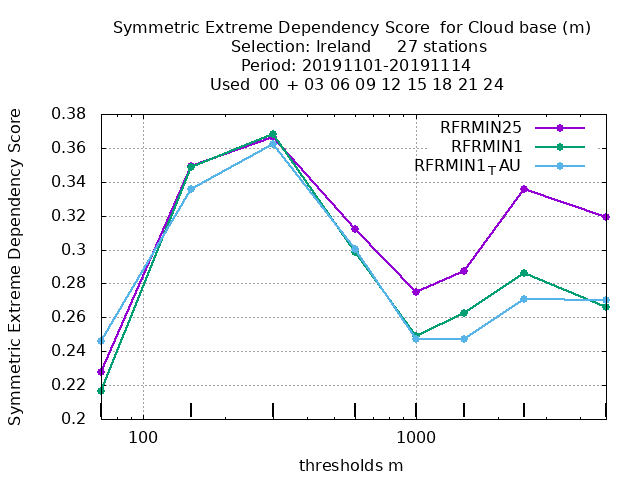 Symmetric Extreme Dependency Score  for Cloud base (m)
Selection: Ireland     27 stations
Period: 20191101-20191114
Used  00 + 03 06 09 12 15 18 21 24
Symmetric Extreme Dependency Score
0.38
0.36
0.34
0.32
0.3
0.28
0.26
0.24
0.22
0.2
RFRMIN25
RFRMIN1
RFRMIN1TAU
100
1000
thresholds m